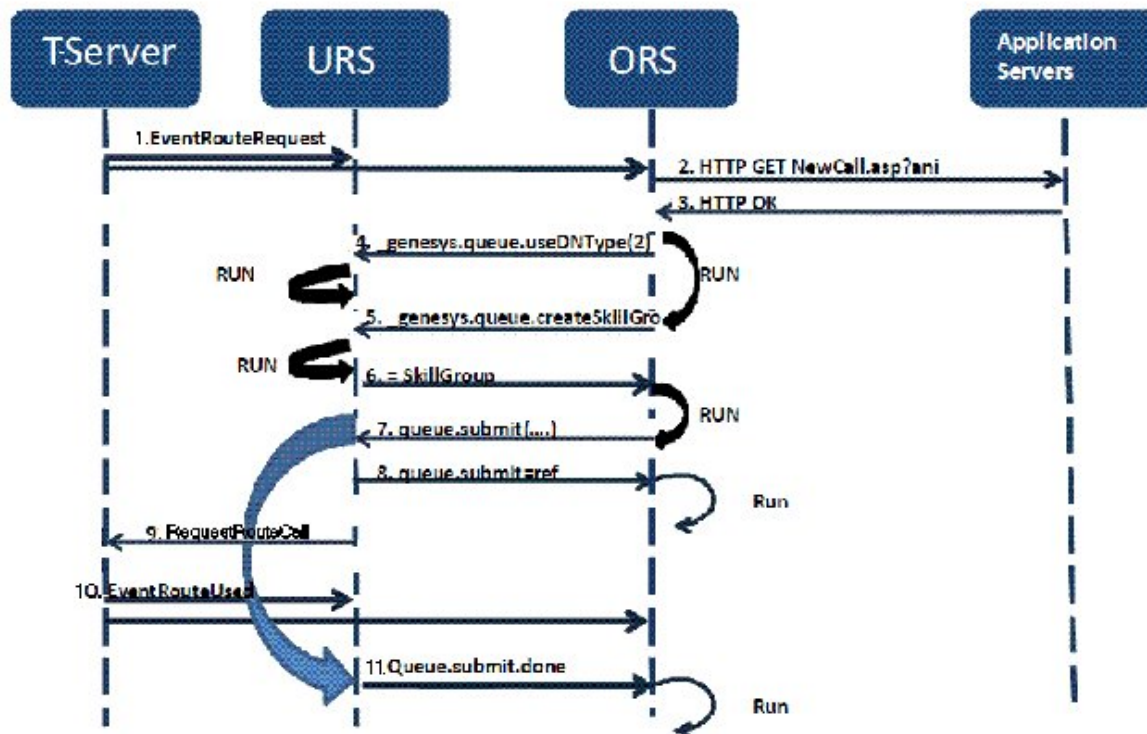 T-Server
URS
ORS
Application
Servers
1.EventRouteRequest
2. HTTP GET NewCall.asp?ani
3. HTTP OK
4. _genesys.queue.useDNType(2)
RUN
RUN
5. _genesys.queue.createSkillGro
RUN
6. = SkillGroup
RUN
7. queue.submit(....)
8. queue.submit=ref
Run
9. RequestRouteCall
10. EventRouteUsed
11.Queue.submit.done
Run